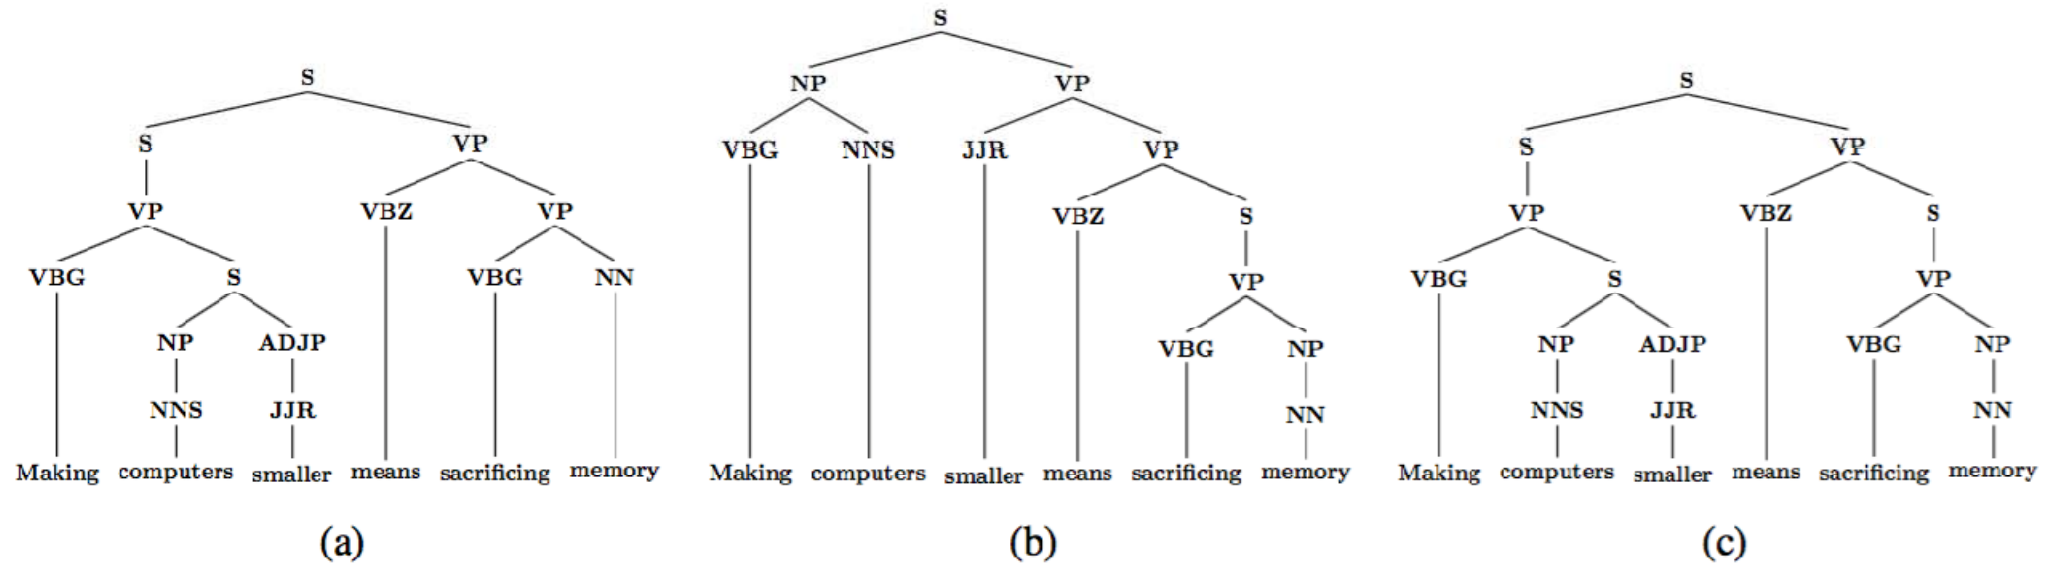 S
S VP
VP VBZ VP
VBG S VBG NN
NP ADJP
NNS JJR
Making computers smaller means sacrificing memory
(a)
S
NP VP
VBG NNS JJR VP
VBZ S
VP
VBG NP
NN
Making computers smaller means sacrificing memory
(b)
S
S VP
VP VBZ S
VBG S VP
NP ADJP VBG NP
NNS JJR NN
Making computers smaller means sacrificing memory
(c)